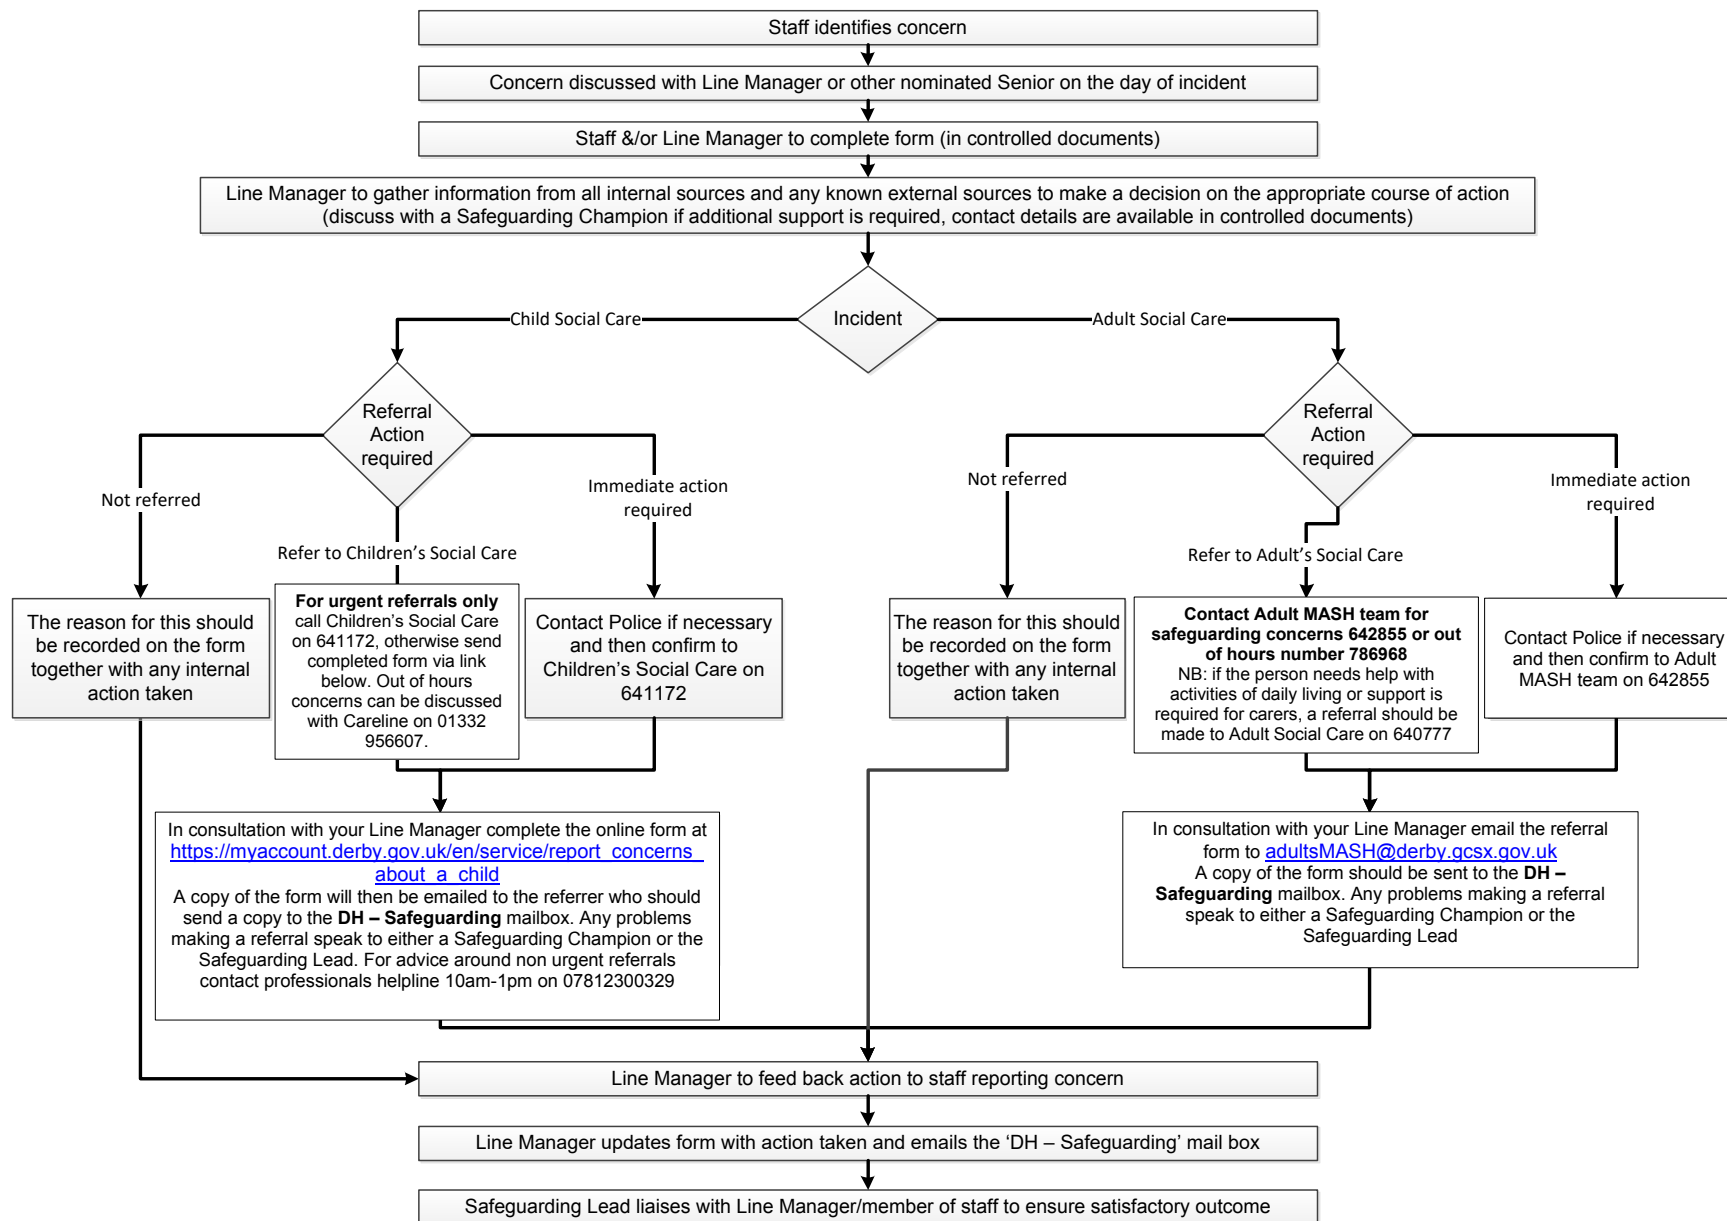 Staff identifies concern
Concern discussed with Line Manager or other nominated Senior on the day of incident
Staff &/or Line Manager to complete form (in controlled documents)
Line Manager to gather information from all internal sources and any known external sources to make a decision on the appropriate course of action
(discuss with a Safeguarding Champion if additional support is required, contact details are available in controlled documents)
Incident
Child Social Care
Adult Social Care
Referral
Action
required
Not referred
Immediate action
required
Refer to Children's Social Care
The reason for this should
be recorded on the form
together with any internal
action taken
For urgent referrals only
call Children's Social Care
on 641172, otherwise send
completed form via link
below. Out of hours
concerns can be discussed
with Careline on 01332
956607.
Contact Police if necessary
and then confirm to
Children's Social Care on
641172
In consultation with your Line Manager complete the online form at
https://myaccount.derby.gov.uk/en/service/report_concerns_
about_a_child
A copy of the form will then be emailed to the referrer who should
send a copy to the DH – Safeguarding mailbox. Any problems
making a referral speak to either a Safeguarding Champion or the
Safeguarding Lead. For advice around non urgent referrals
contact professionals helpline 10am-1pm on 07812300329
Referral
Action
required
Not referred
Immediate action
required
Refer to Adult's Social Care
The reason for this should
be recorded on the form
together with any internal
action taken
Contact Adult MASH team for
safeguarding concerns 642855 or out
of hours number 786968
NB: if the person needs help with
activities of daily living or support is
required for carers, a referral should be
made to Adult Social Care on 640777
Contact Police if necessary
and then confirm to Adult
MASH team on 642855
In consultation with your Line Manager email the referral
form to adultsMASH@derby.gcsx.gov.uk
A copy of the form should be sent to the DH –
Safeguarding mailbox. Any problems making a referral
speak to either a Safeguarding Champion or the
Safeguarding Lead
Line Manager to feed back action to staff reporting concern
Line Manager updates form with action taken and emails the 'DH – Safeguarding' mail box
Safeguarding Lead liaises with Line Manager/member of staff to ensure satisfactory outcome